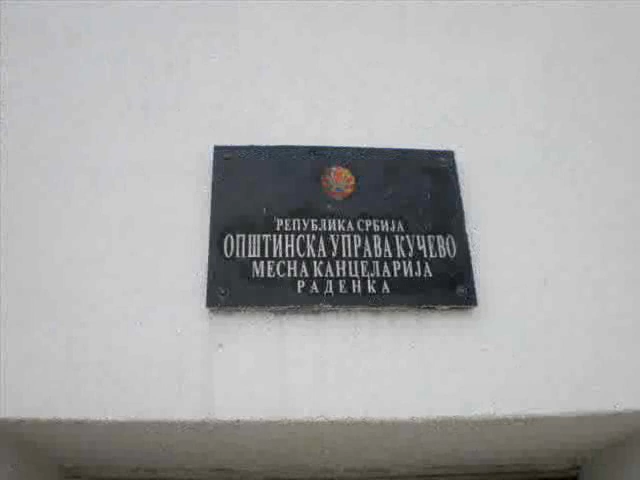 РЕПУБЛИКА СРБИЈА
ОПШТИНСКА УПРАВА КУЧЕВО
МЕСНА КАНЦЕЛАРИЈА
РАДЕНКА